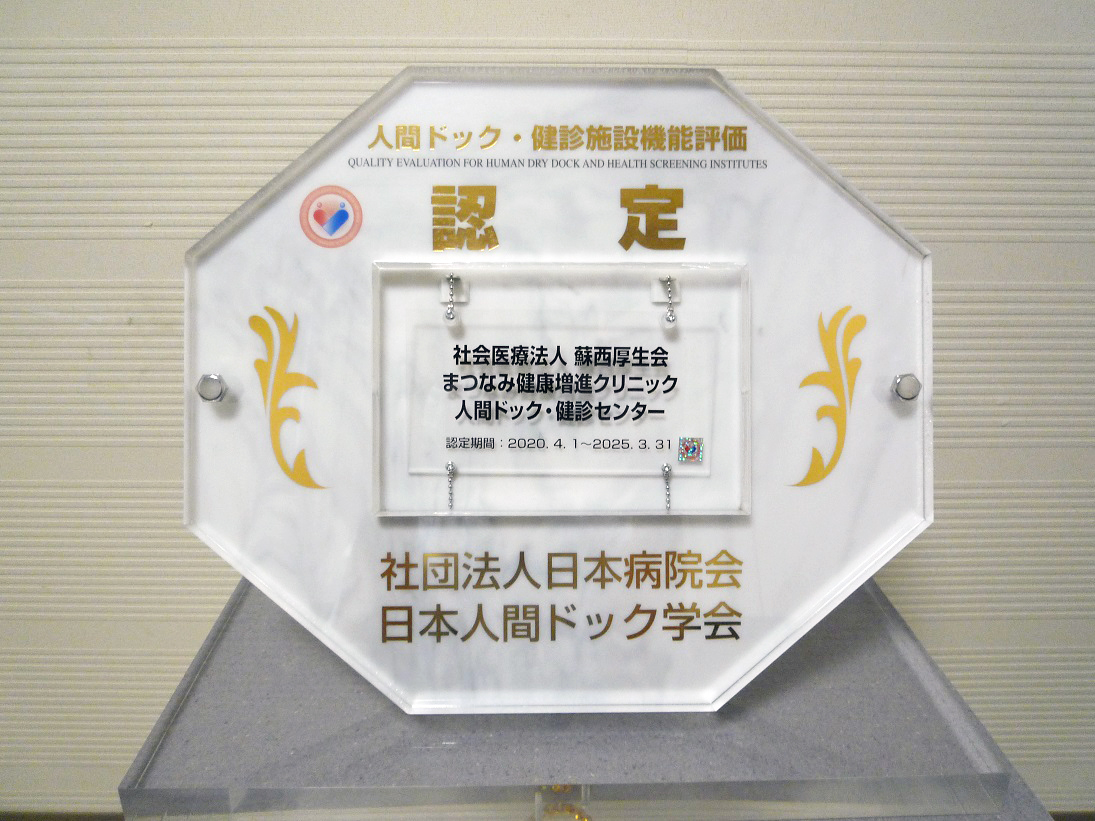 人間ドック・健診施設機能評価
QUALITY EVALUATION FOR HUMAN DRY DOCK AND HEALTH SCREENING INSTITUTES
認 定
社会医療法人 蘇西厚生会
まつなみ健康増進クリニック
人間ドック・健診センター
認定期間：2020. 4. 1～2025. 3. 31
社団法人日本病院会
日本人間ドック学会